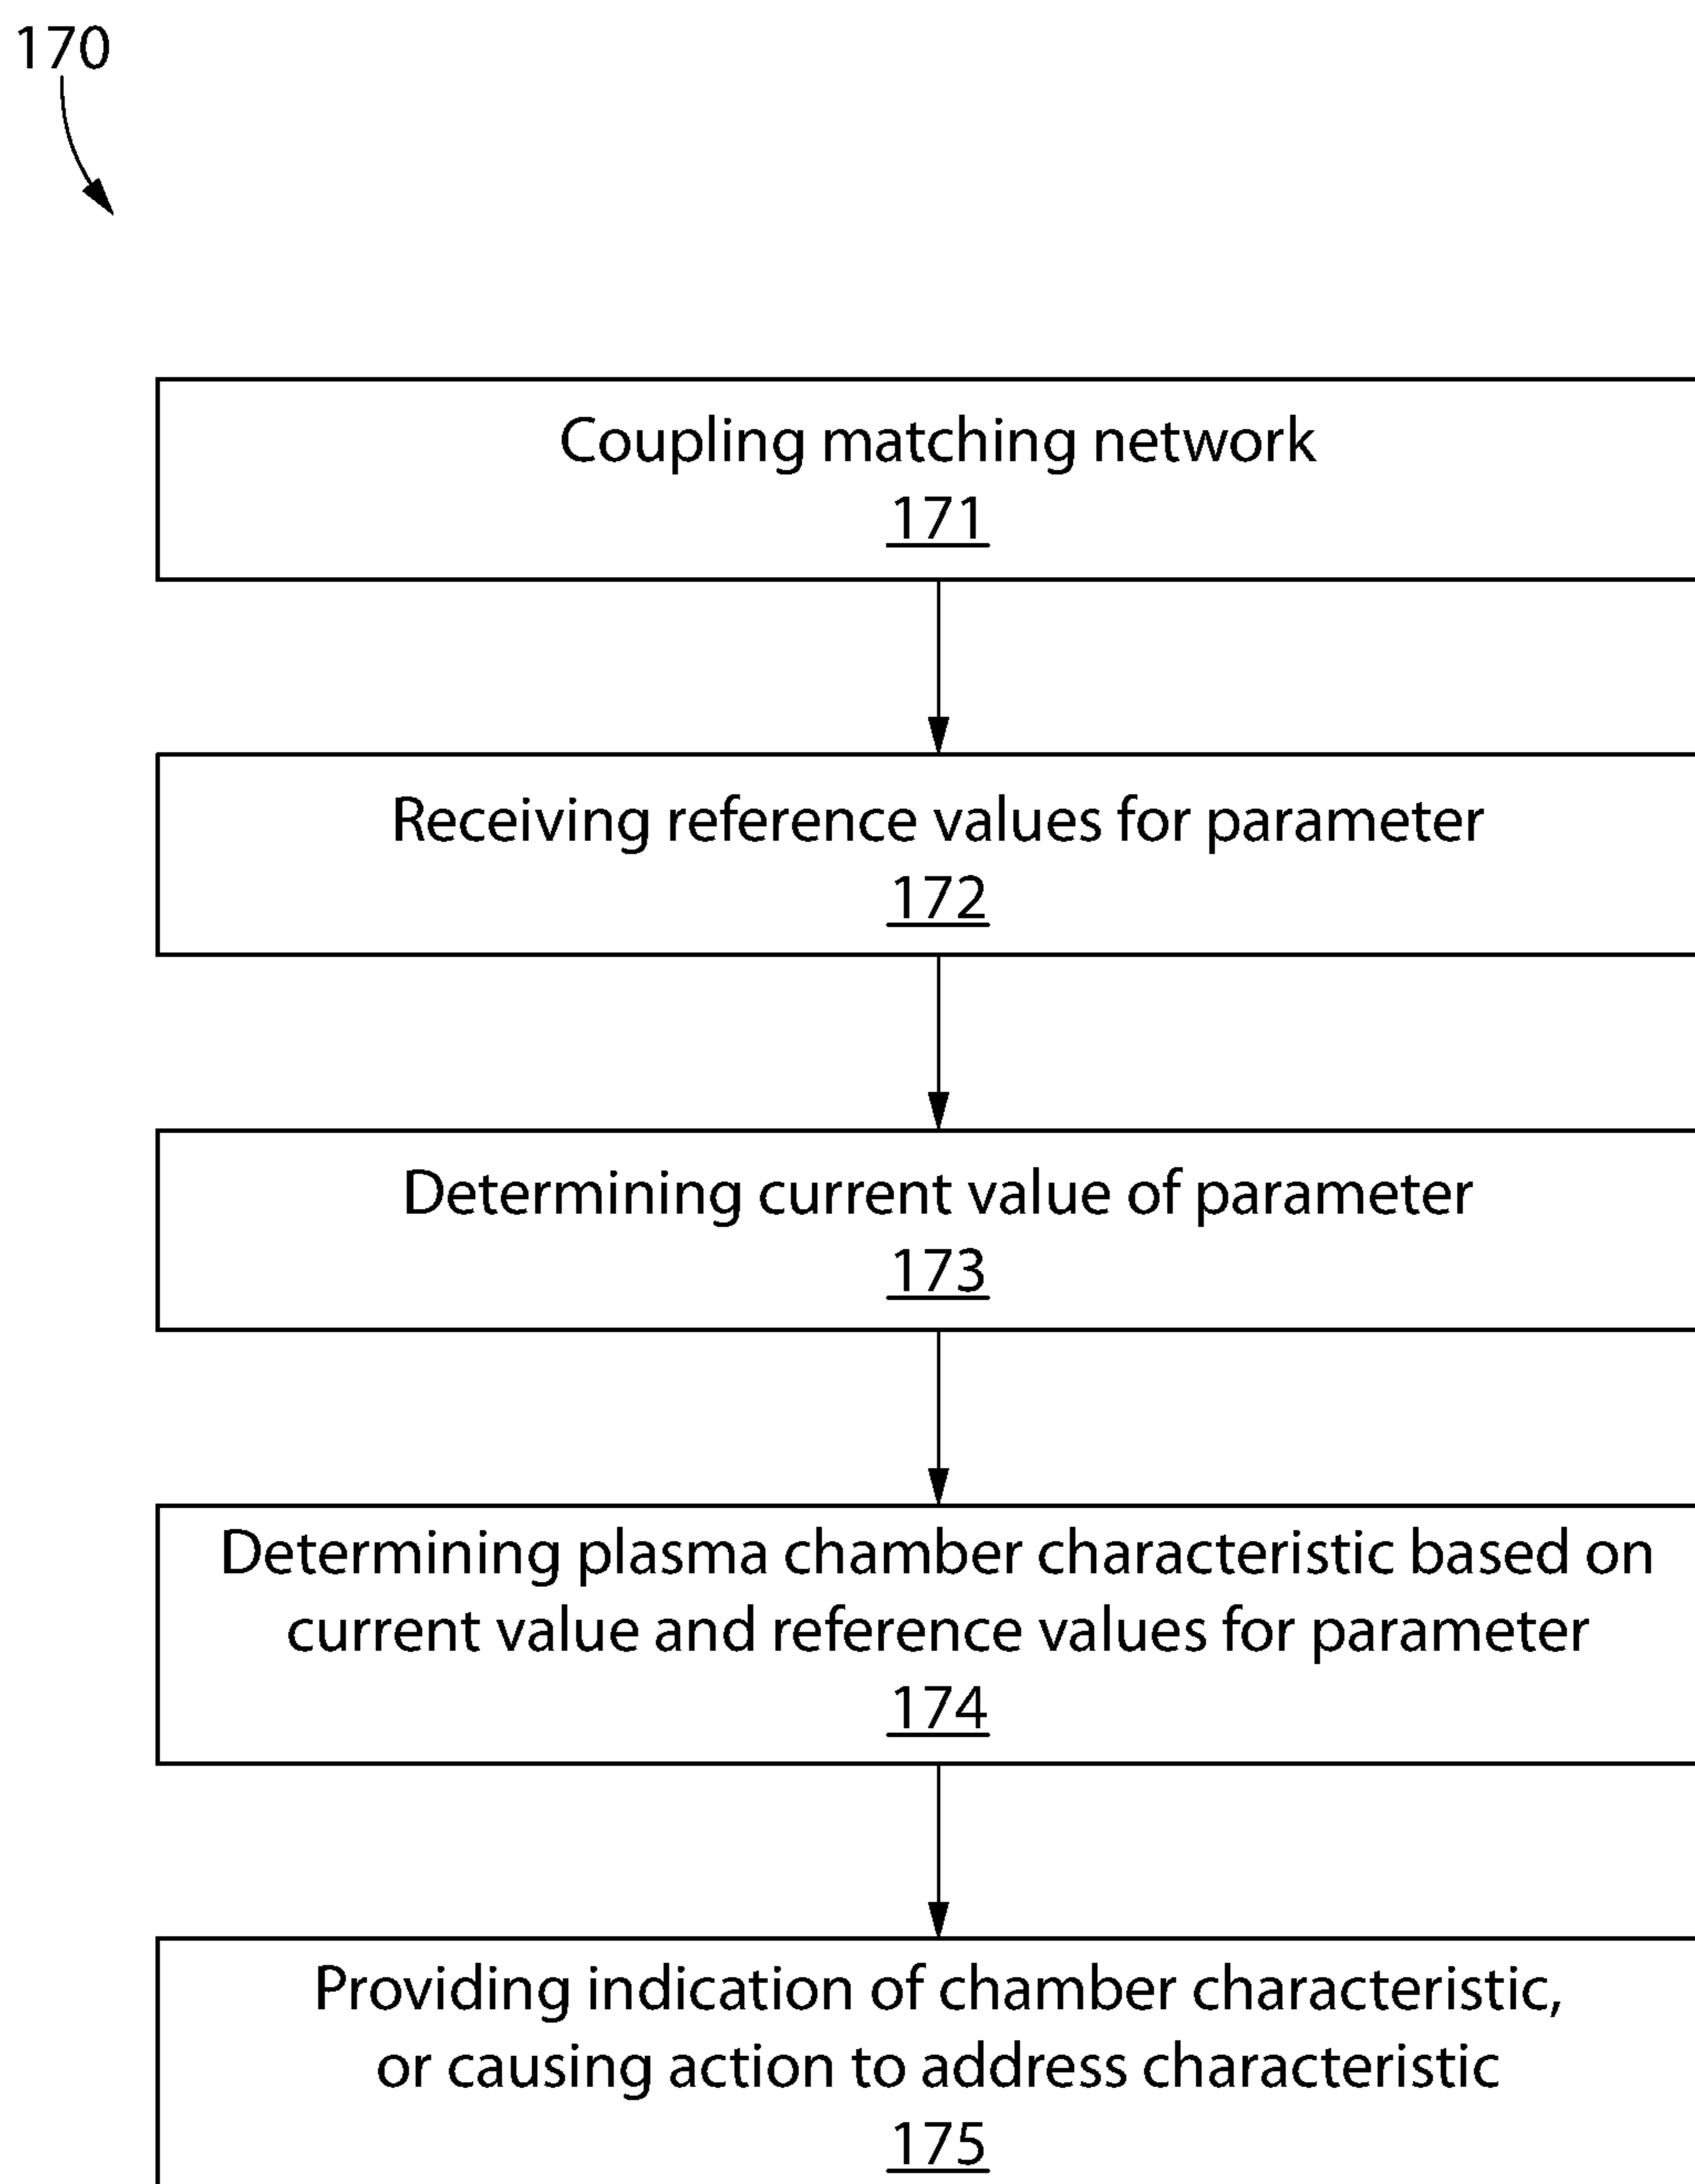 170
Coupling matching network
171
Receiving reference values for parameter
172
Determining current value of parameter
173
Determining plasma chamber characteristic based on
current value and reference values for parameter
174
Providing indication of chamber characteristic,
or causing action to address characteristic
175